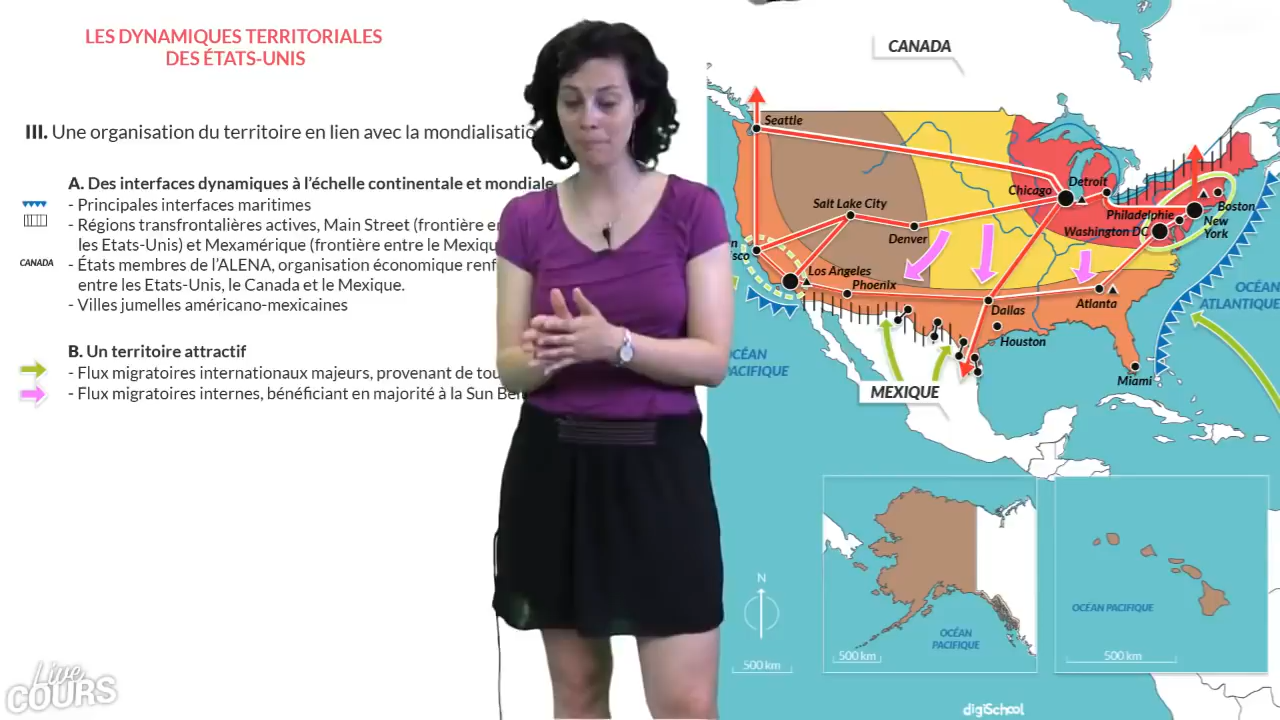 LES DYNAMIQUES TERRITORIALES
DES ÉTATS-UNIS
III. Une organisation du territoire en lien avec la
A. Des interfaces dynamiques à l'échelle continentale et mondiale
- Principales interfaces maritimes
- Régions transfrontalières actives, Main Street (frontière
les Etats-Unis) et Mexamérique (frontière entre le
CANADA
- États membres de l'ALENA, organisation économique
entre les Etats-Unis, le Canada et le Mexique.
- Villes jumelles américano-mexicaines
B. Un territoire attractif
- Flux migratoires internationaux majeurs, provenant de
- Flux migratoires internes, bénéficiant en majorité à la Sun
Live
COURS
CANADA
Seattle
Chicago
Detroit
Salt Lake City
Boston
Philadelphie
New
York
Washington DC
Denver
Los Angeles
Phoenix
Dallas
Atlanta
Houston
Miami
OCÉAN
ATLANTIQUE
OCÉAN
MEXIQUE
N
500 km
OCÉAN
PACIFIQUE
500 km
OCÉAN PACIFIQUE
500 km
digiSchool